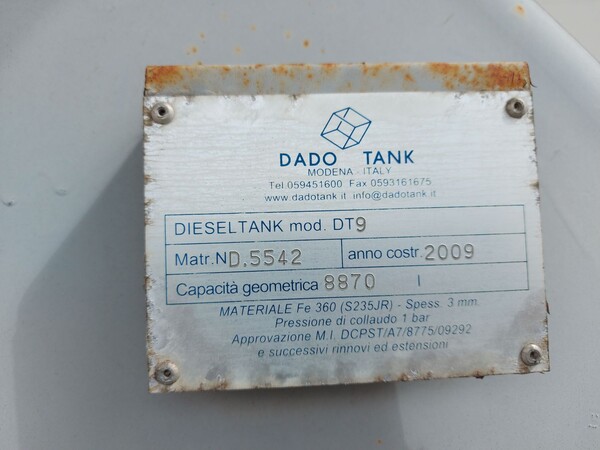 DADO TANK
MODENA - ITALY
Tel.059451600 Fax 0593161675
www.dadotank.it info@dadotank.it
DIESELTANK mod. DT9
Matr.ND.5542 anno costr. 2009
Capacità geometrica 8870 l
MATERIALE Fe 360 (S235JR) - Spess. 3 mm.
Pressione di collaudo 1 bar
Approvazione M.I. DCPST/A7/8775/09292
e successivi rinnovi ed estensioni